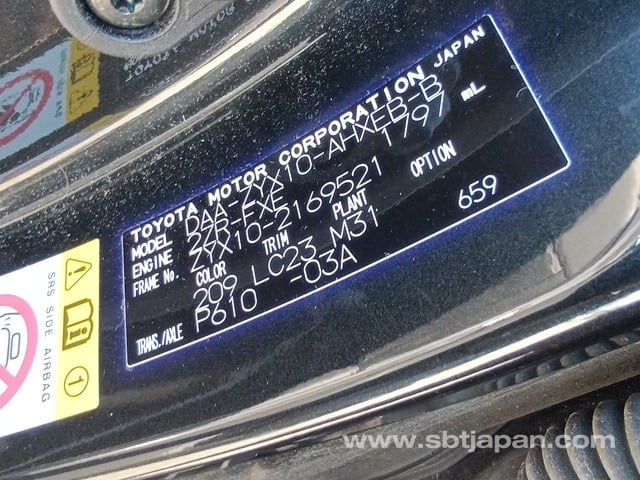 TOYOTA MOTOR CORPORATION JAPAN
MODEL DAA-ZYX10-AHXEB-B
ENGINE 2ZR-FXE 1797 mL
FRAME No. ZYX10-2169521
COLOR TRIM PLANT OPTION
209 LC23 M31 659
TRANS./AXLE P610 -03A
SRS SIDE AIRBAG
1
www.sbtjapan.com